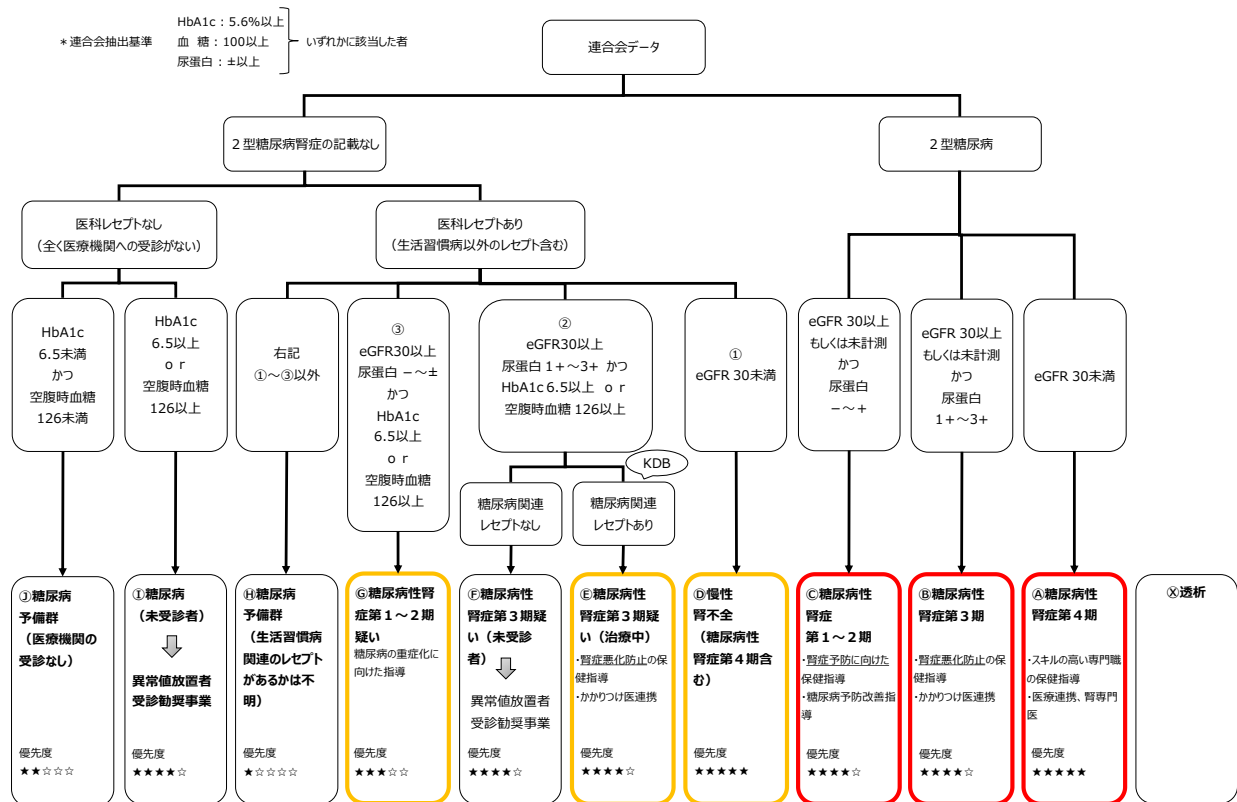 HbA1c：5.6%以上
＊連合会抽出基準
血　糖：100以上
いずれかに該当した者
尿蛋白：±以上
連合会データ
２型糖尿病腎症の記載なし
２型糖尿病
医科レセプトなし
（全く医療機関への受診がない）
医科レセプトあり
（生活習慣病以外のレセプト含む）
HbA1c
6.5未満
かつ
空腹時血糖
126未満
HbA1c
6.5以上
ｏｒ
空腹時血糖
126以上
右記
①～③以外
③
eGFR30以上
尿蛋白 －～±
かつ
HbA1c
6.5以上
ｏｒ
空腹時血糖
126以上
②
eGFR30以上
尿蛋白 1＋～3＋ かつ
HbA1c 6.5以上　ｏｒ
空腹時血糖 126以上
①
eGFR 30未満
eGFR 30以上
もしくは未計測
かつ
尿蛋白
－～＋
eGFR 30以上
もしくは未計測
かつ
尿蛋白
1＋～3＋
eGFR 30未満
KDB
糖尿病関連
レセプトなし
糖尿病関連
レセプトあり
Ⓙ糖尿病
予備群
（医療機関の
受診なし）
優先度
★★☆☆☆
Ⓘ糖尿病
（未受診者）
異常値放置者
受診勧奨事業
優先度
★★★★☆
Ⓗ糖尿病
予備群
（生活習慣病
関連のレセプト
があるかは不
明）
優先度
★☆☆☆☆
Ⓖ糖尿病性腎
症第１～２期
疑い
糖尿病の重症化に
向けた指導
優先度
★★★☆☆
Ⓕ糖尿病性
腎症第３期疑
い（未受診
者）
異常値放置者
受診勧奨事業
優先度
★★★★☆
Ⓔ糖尿病性
腎症第３期疑
い（治療中）
・腎症悪化防止の保
健指導
・かかりつけ医連携
優先度
★★★★☆
Ⓓ慢性
腎不全
（糖尿病性
腎症第４期含
む）
優先度
★★★★★
Ⓒ糖尿病性
腎症
第１～２期
・腎症予防に向けた
保健指導
・糖尿病予防改善指
導
優先度
★★★★☆
Ⓑ糖尿病性
腎症第３期
・腎症悪化防止の保
健指導
・かかりつけ医連携
優先度
★★★★☆
Ⓐ糖尿病性
腎症第４期
・スキルの高い専門職
の保健指導
・医療連携、腎専門
医
優先度
★★★★★
Ⓧ透析